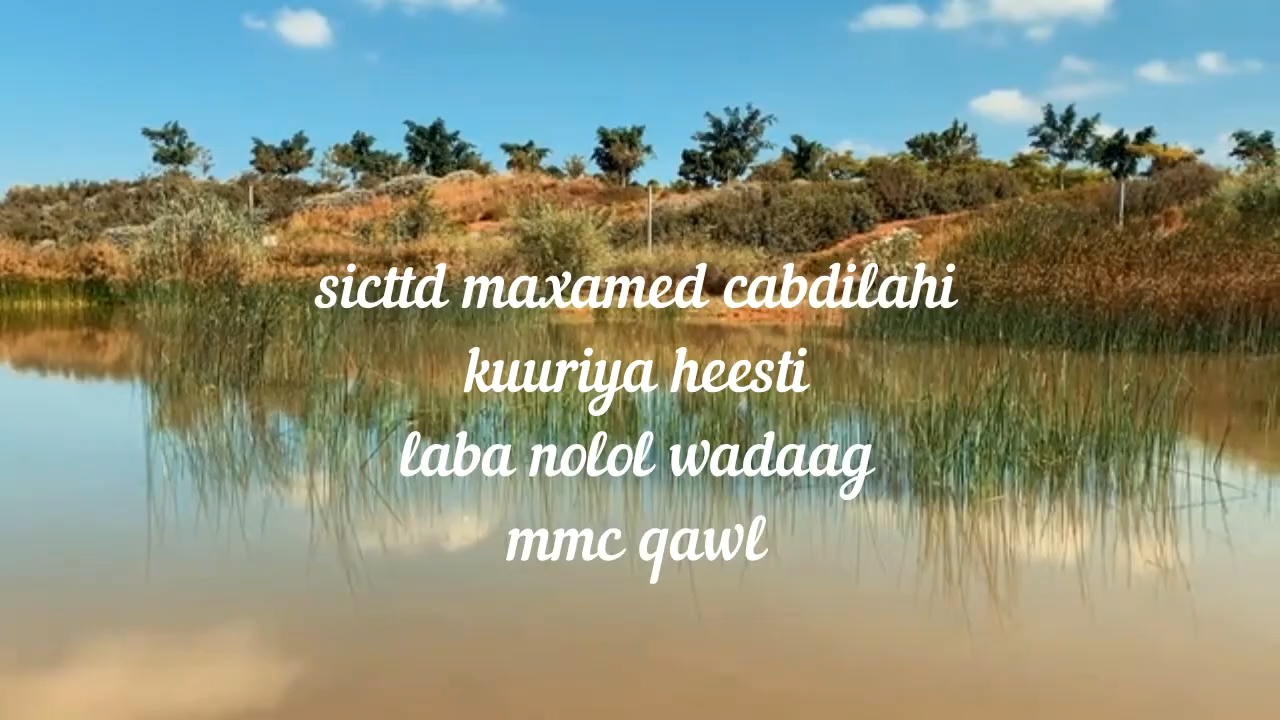 sicttd maxamed cabdilahi
kuuriya heesti
laba nolol wadaag
mmc qawl